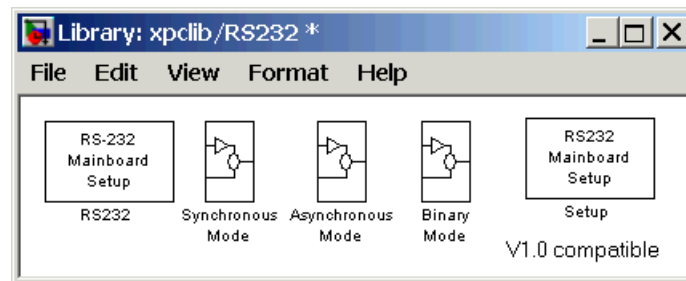 Library: xpclib/RS232 *
File Edit View Format Help
RS-232
Mainboard
Setup
RS232
Synchronous
Mode
Asynchronous
Mode
Binary
Mode
RS232
Mainboard
Setup
Setup
V1.0 compatible